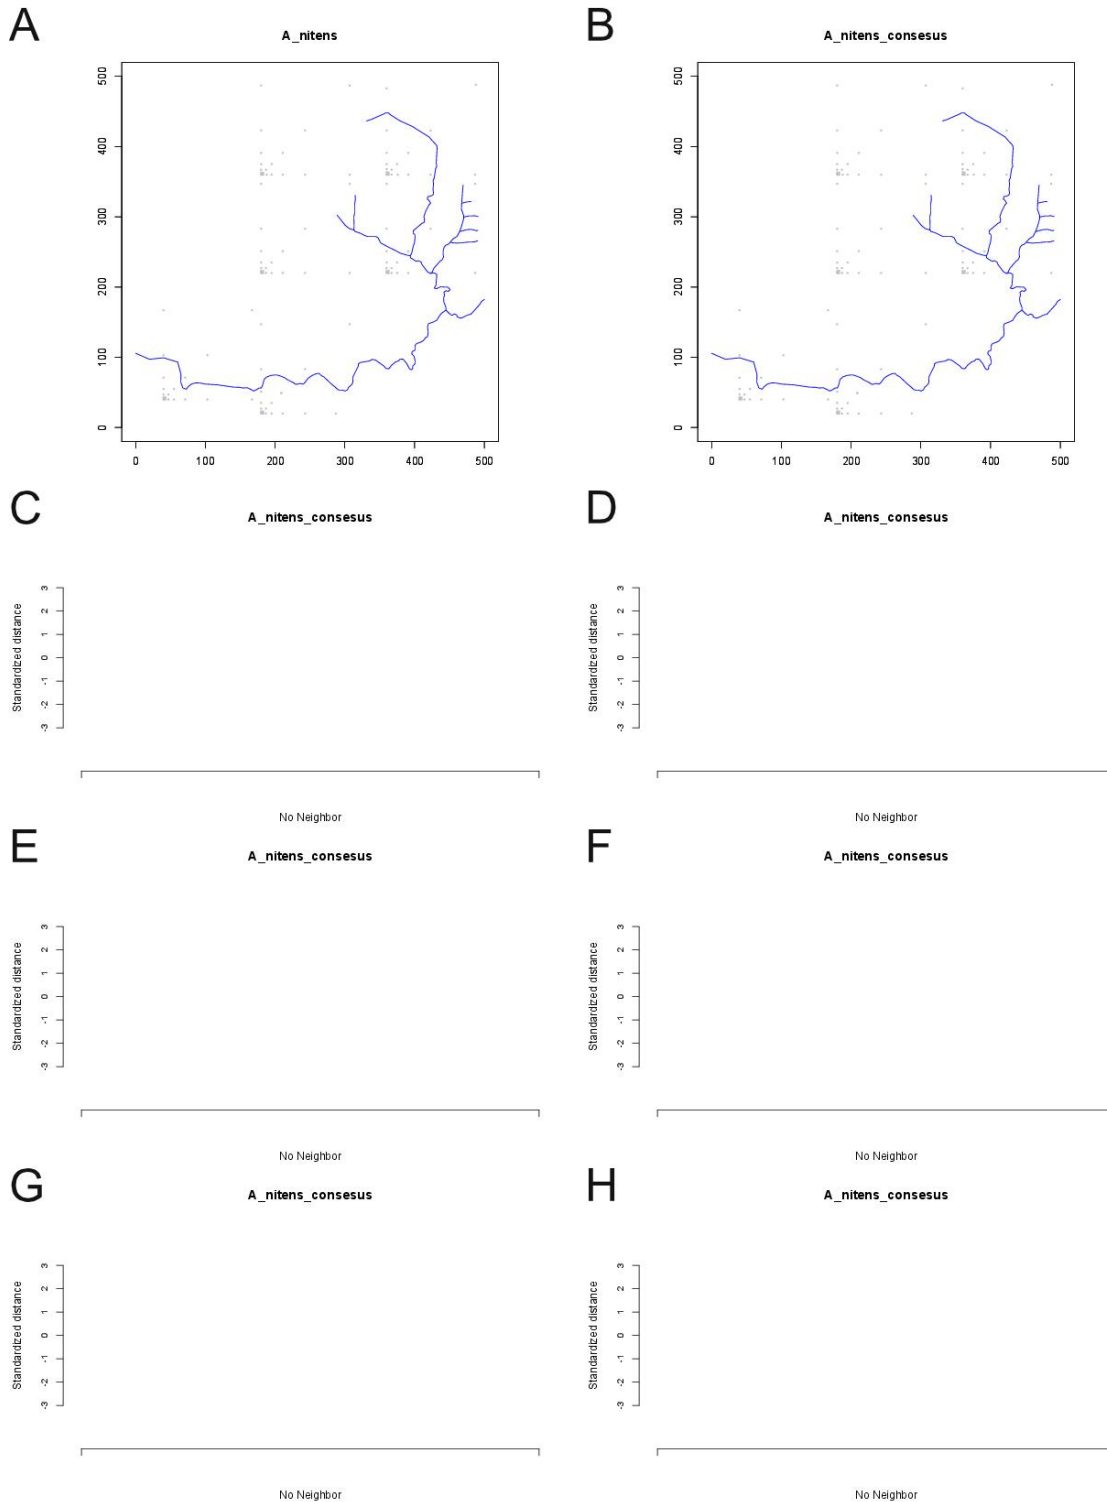 A
A_nitens
500
400
300
200
100
0
0 100 200 300 400 500
B
A_nitens_consesus
500
400
300
200
100
0
0 100 200 300 400 500
C
A_nitens_consesus
Standardized distance
3
2
1
0
-1
-2
-3
No Neighbor
D
A_nitens_consesus
Standardized distance
3
2
1
0
-1
-2
-3
No Neighbor
E
A_nitens_consesus
Standardized distance
3
2
1
0
-1
-2
-3
No Neighbor
F
A_nitens_consesus
Standardized distance
3
2
1
0
-1
-2
-3
No Neighbor
G
A_nitens_consesus
Standardized distance
3
2
1
0
-1
-2
-3
No Neighbor
H
A_nitens_consesus
Standardized distance
3
2
1
0
-1
-2
-3
No Neighbor